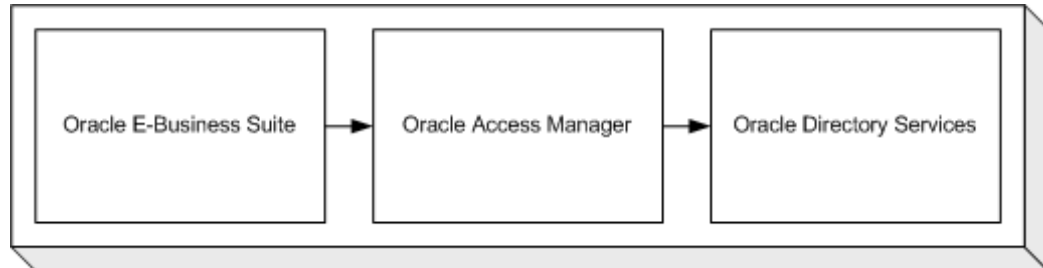 Oracle E-Business Suite
Oracle Access Manager
Oracle Directory Services